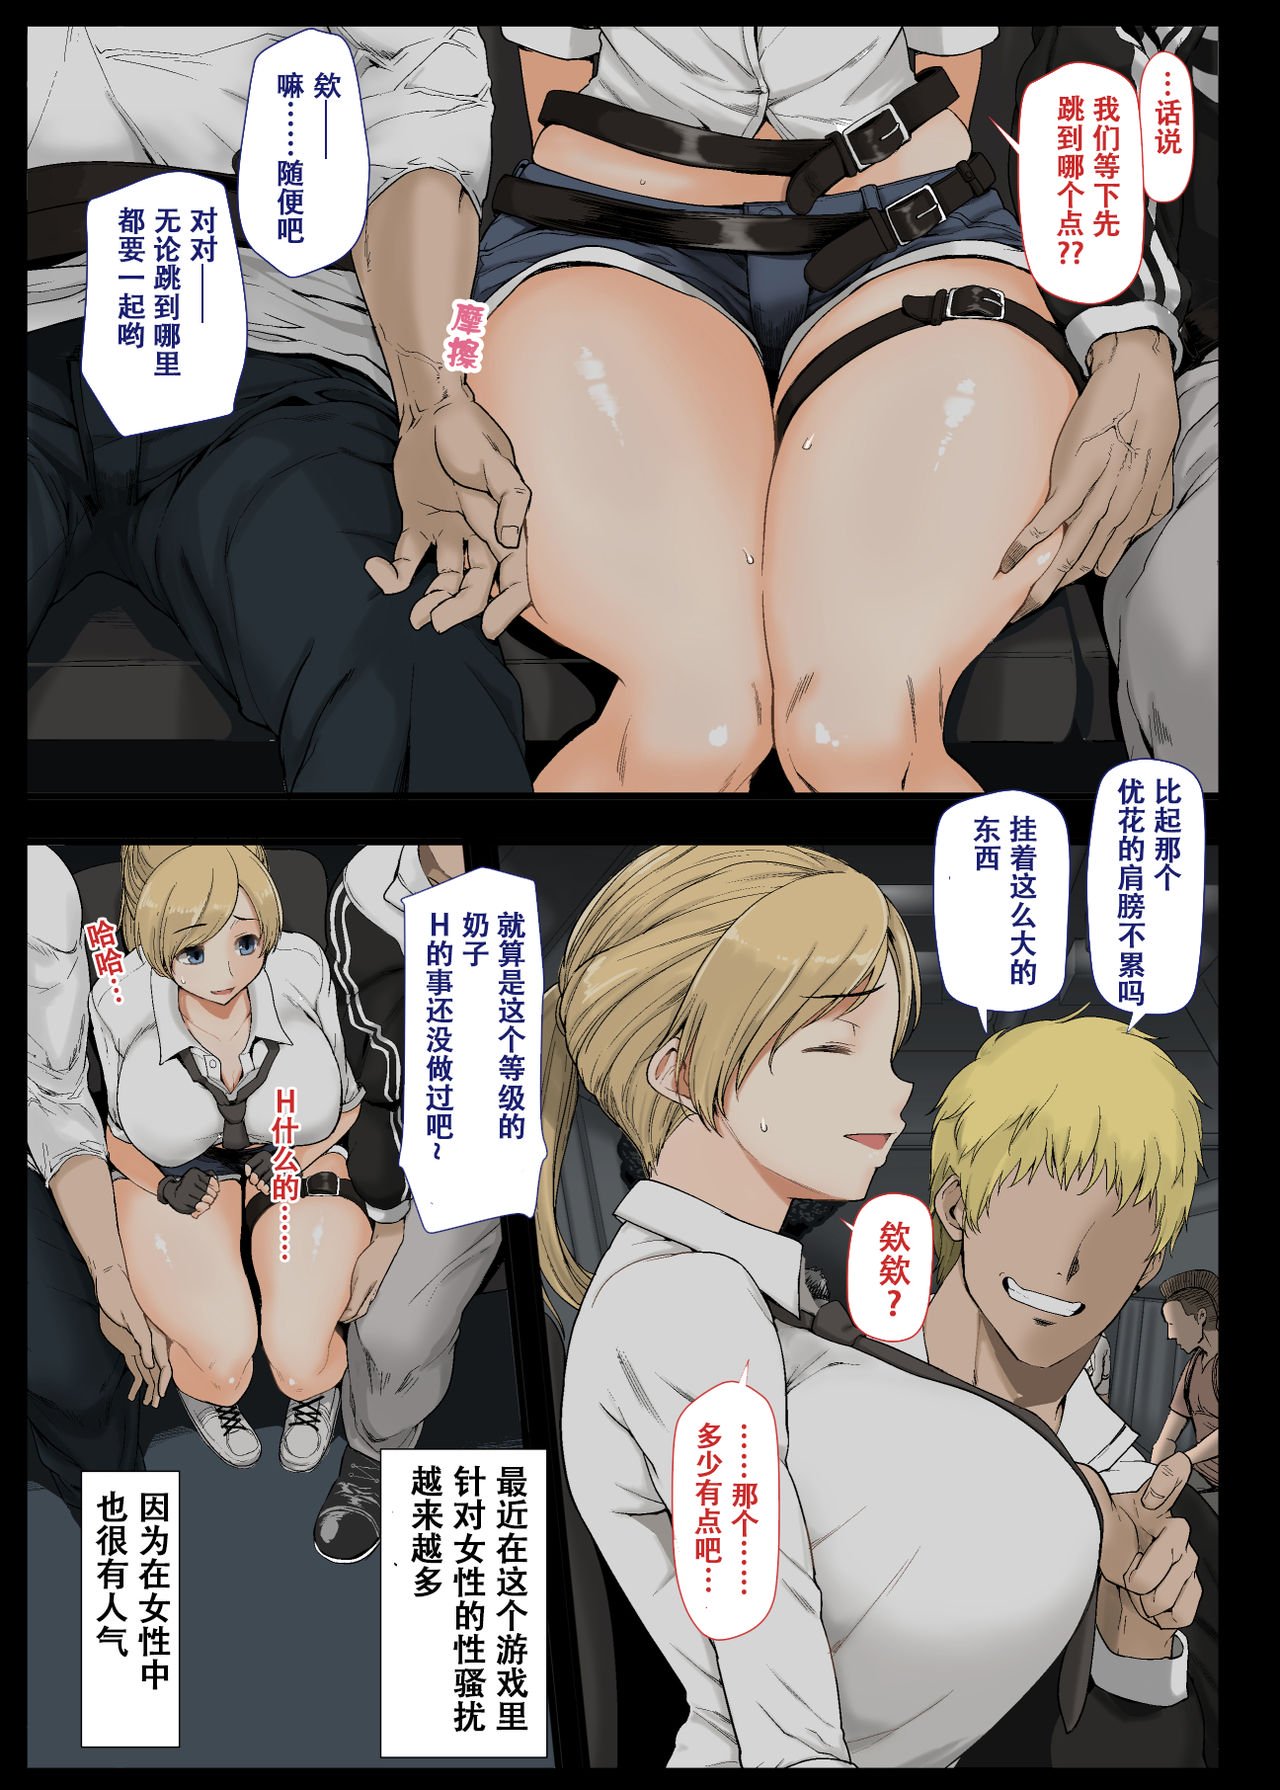 …话说
我们等下先
跳到哪个点??
欸——
嘛……随便吧
对对——
无论跳到哪里
都要一起哟
摩擦
比起那个
优花的肩膀不累吗
挂着这么大的
东西
欸欸?
……那个……
多少有点吧…
就算是这个等级的
奶子
H的事还没做过吧~
哈哈…
H什么的……
最近在这个游戏里
针对女性的性骚扰
越来越多
因为在女性中
也很有人气